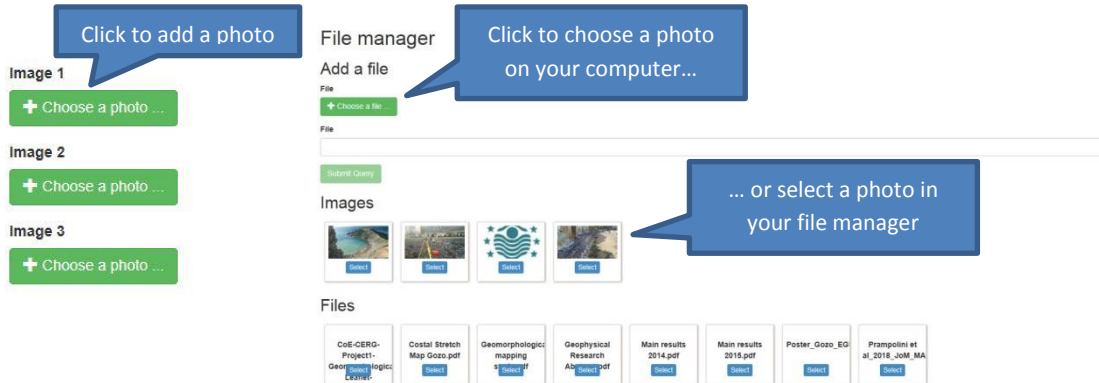 Click to add a photo
Image 1
+ Choose a photo ...
Image 2
+ Choose a photo ...
Image 3
+ Choose a photo ...
File manager
Click to choose a photo
on your computer…
Add a file
File
+ Choose a file ...
File
Submit Query
… or select a photo in
your file manager
Images
Select
Select
Select
Select
Files
CoE-CERG-
Project1-
Leaflet-
Select
Costal Stretch
Map Gozo.pdf
Select
Geomorphologica
mapping
Select
Geophysical
Research
Select
Main results
2014.pdf
Select
Main results
2015.pdf
Select
Poster_Gozo_EG
Select
Prampolini et
al_2018_JoM_MA
Select